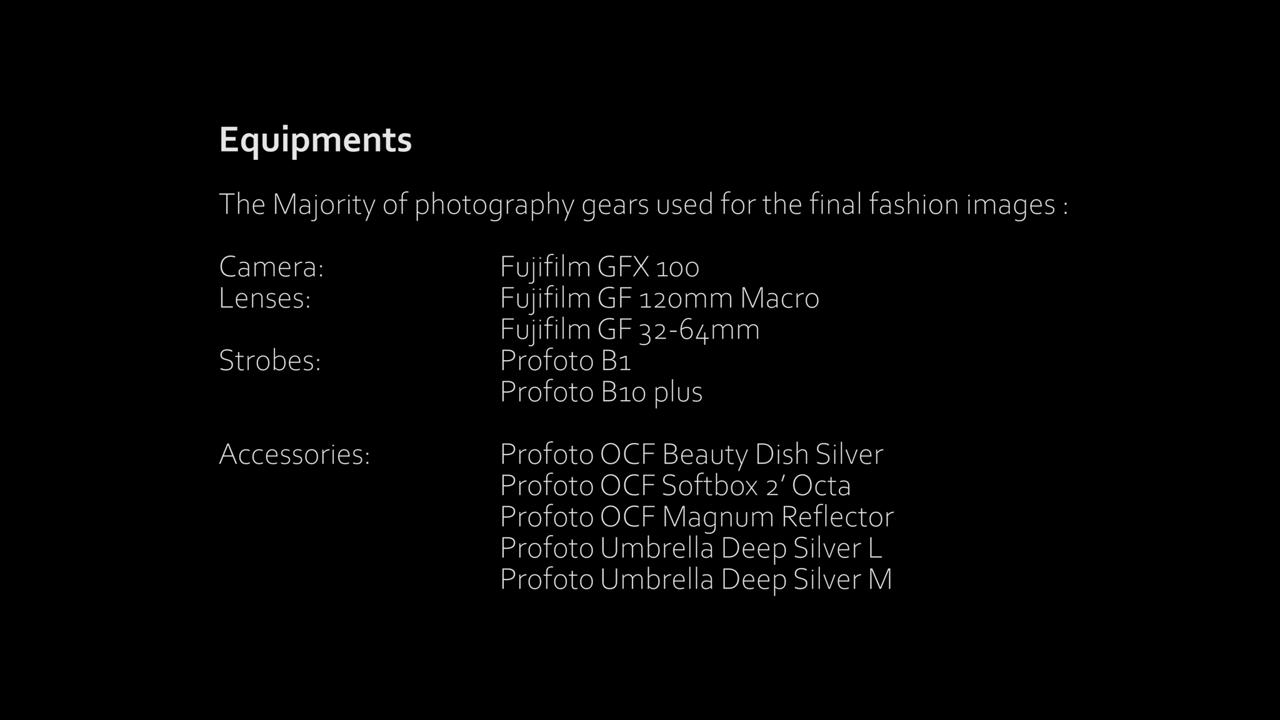 Equipments
The Majority of photography gears used for the final fashion images :
Camera: Fujifilm GFX 100
Lenses: Fujifilm GF 120mm Macro
Fujifilm GF 32-64mm
Strobes: Profoto B1
Profoto B10 plus
Accessories: Profoto OCF Beauty Dish Silver
Profoto OCF Softbox 2’ Octa
Profoto OCF Magnum Reflector
Profoto Umbrella Deep Silver L
Profoto Umbrella Deep Silver M